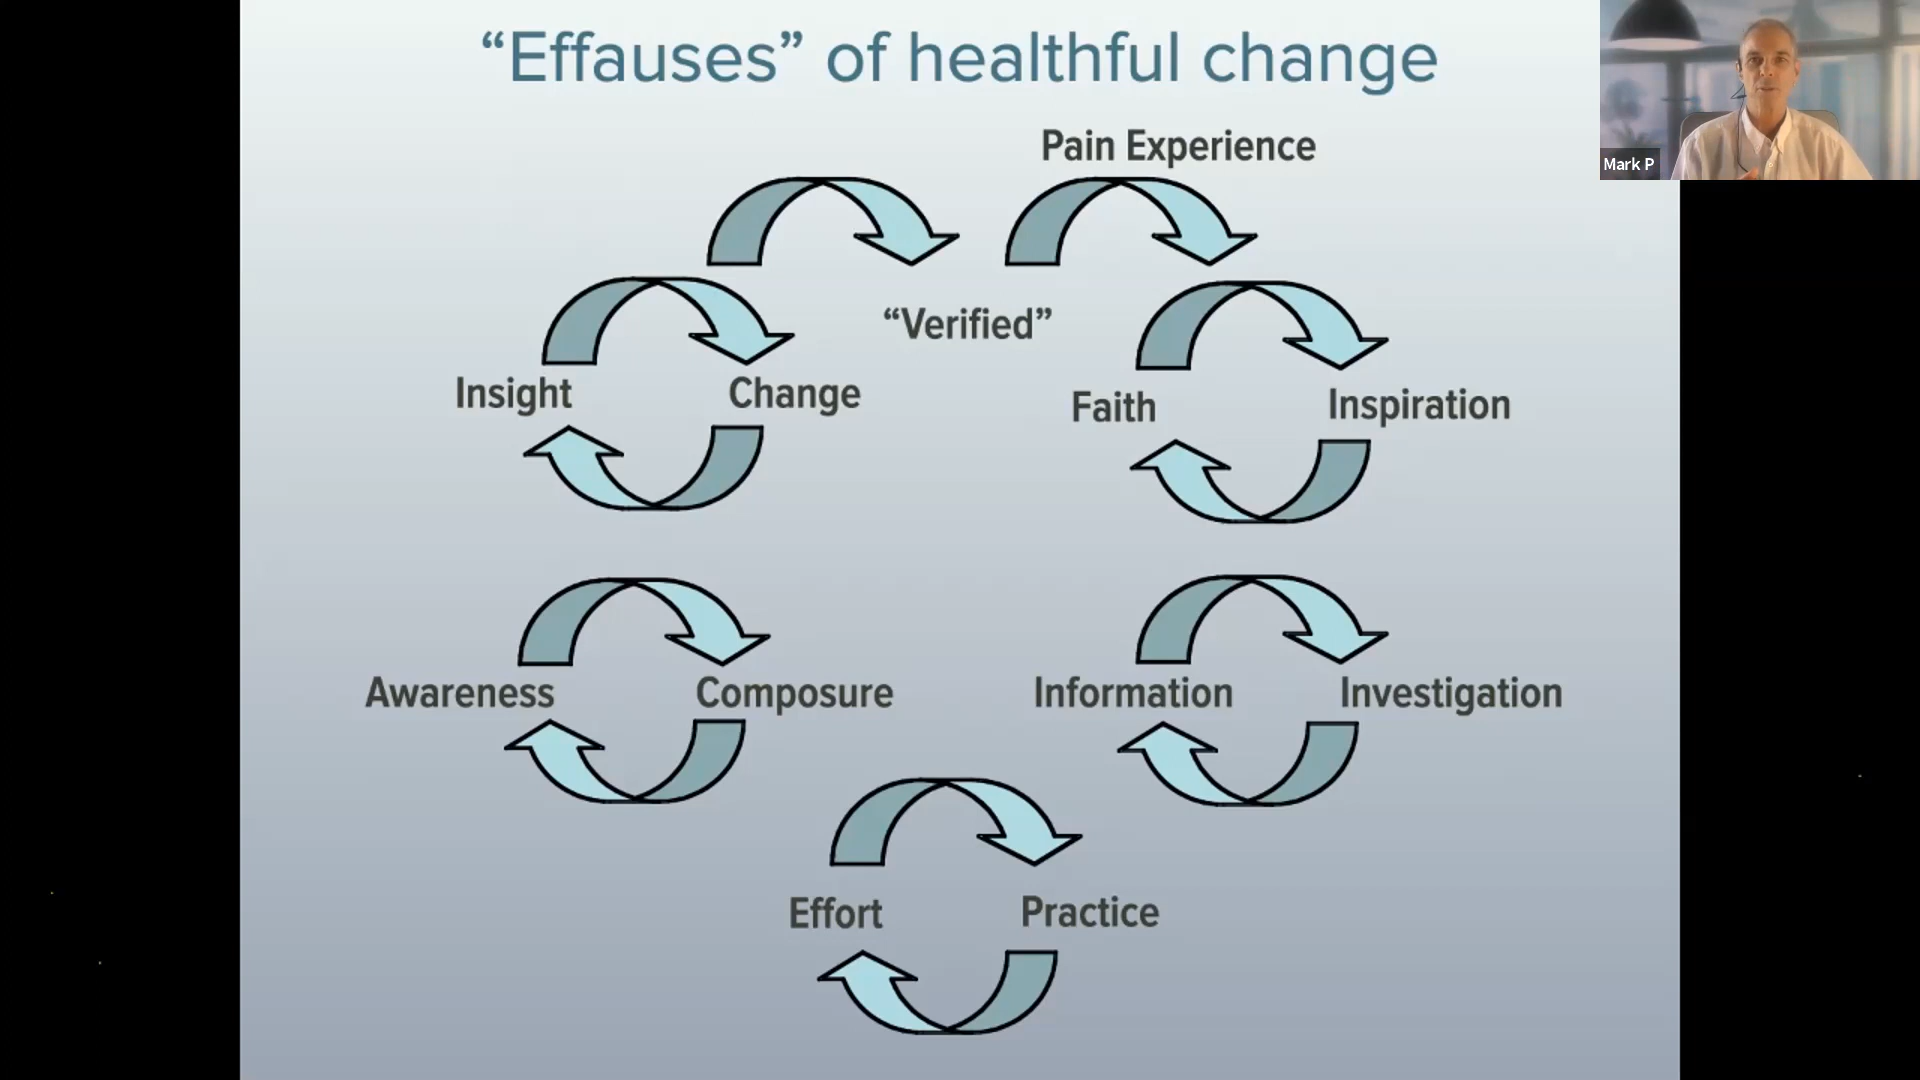 “Effauses” of healthful change
Mark P
Pain Experience
“Verified”
Insight
Change
Faith
Inspiration
Awareness
Composure
Information
Investigation
Effort
Practice